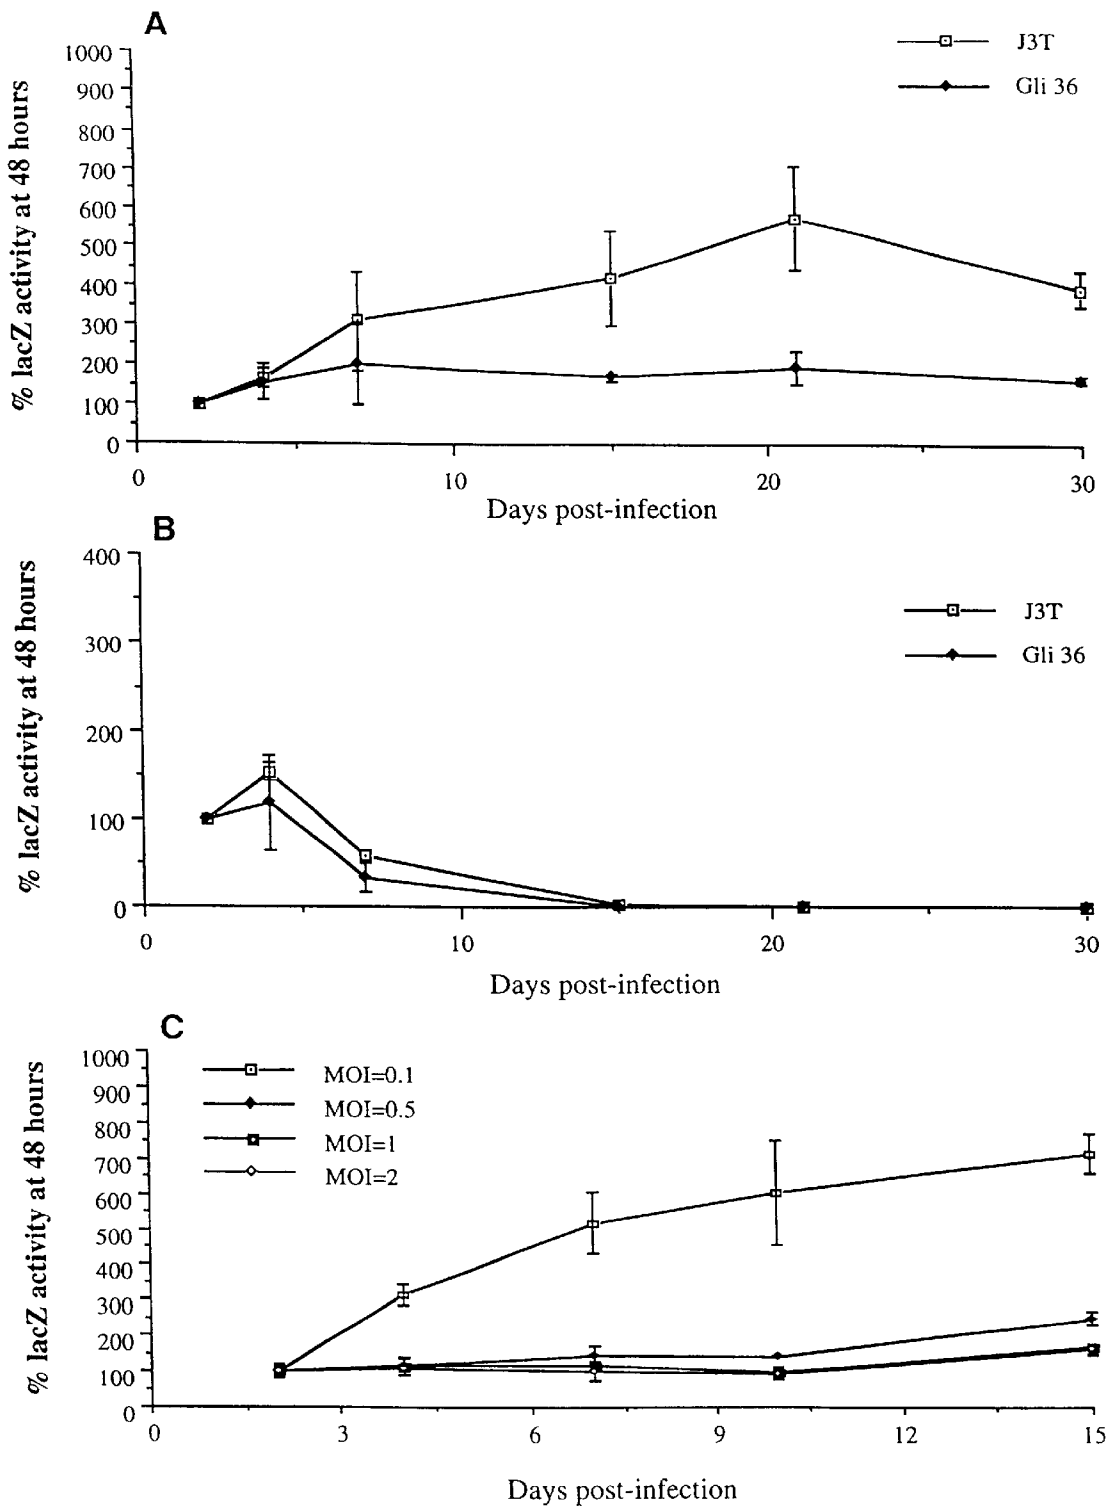 A
J3T
Gli 36
% lacZ activity at 48 hours
1000
900
800
700
600
500
400
300
200
100
0
0 10 20 30
Days post-infection
B
J3T
Gli 36
% lacZ activity at 48 hours
400
300
200
100
0
0 10 20 30
Days post-infection
C
MOI=0.1
MOI=0.5
MOI=1
MOI=2
% lacZ activity at 48 hours
1000
900
800
700
600
500
400
300
200
100
0
0 3 6 9 12 15
Days post-infection